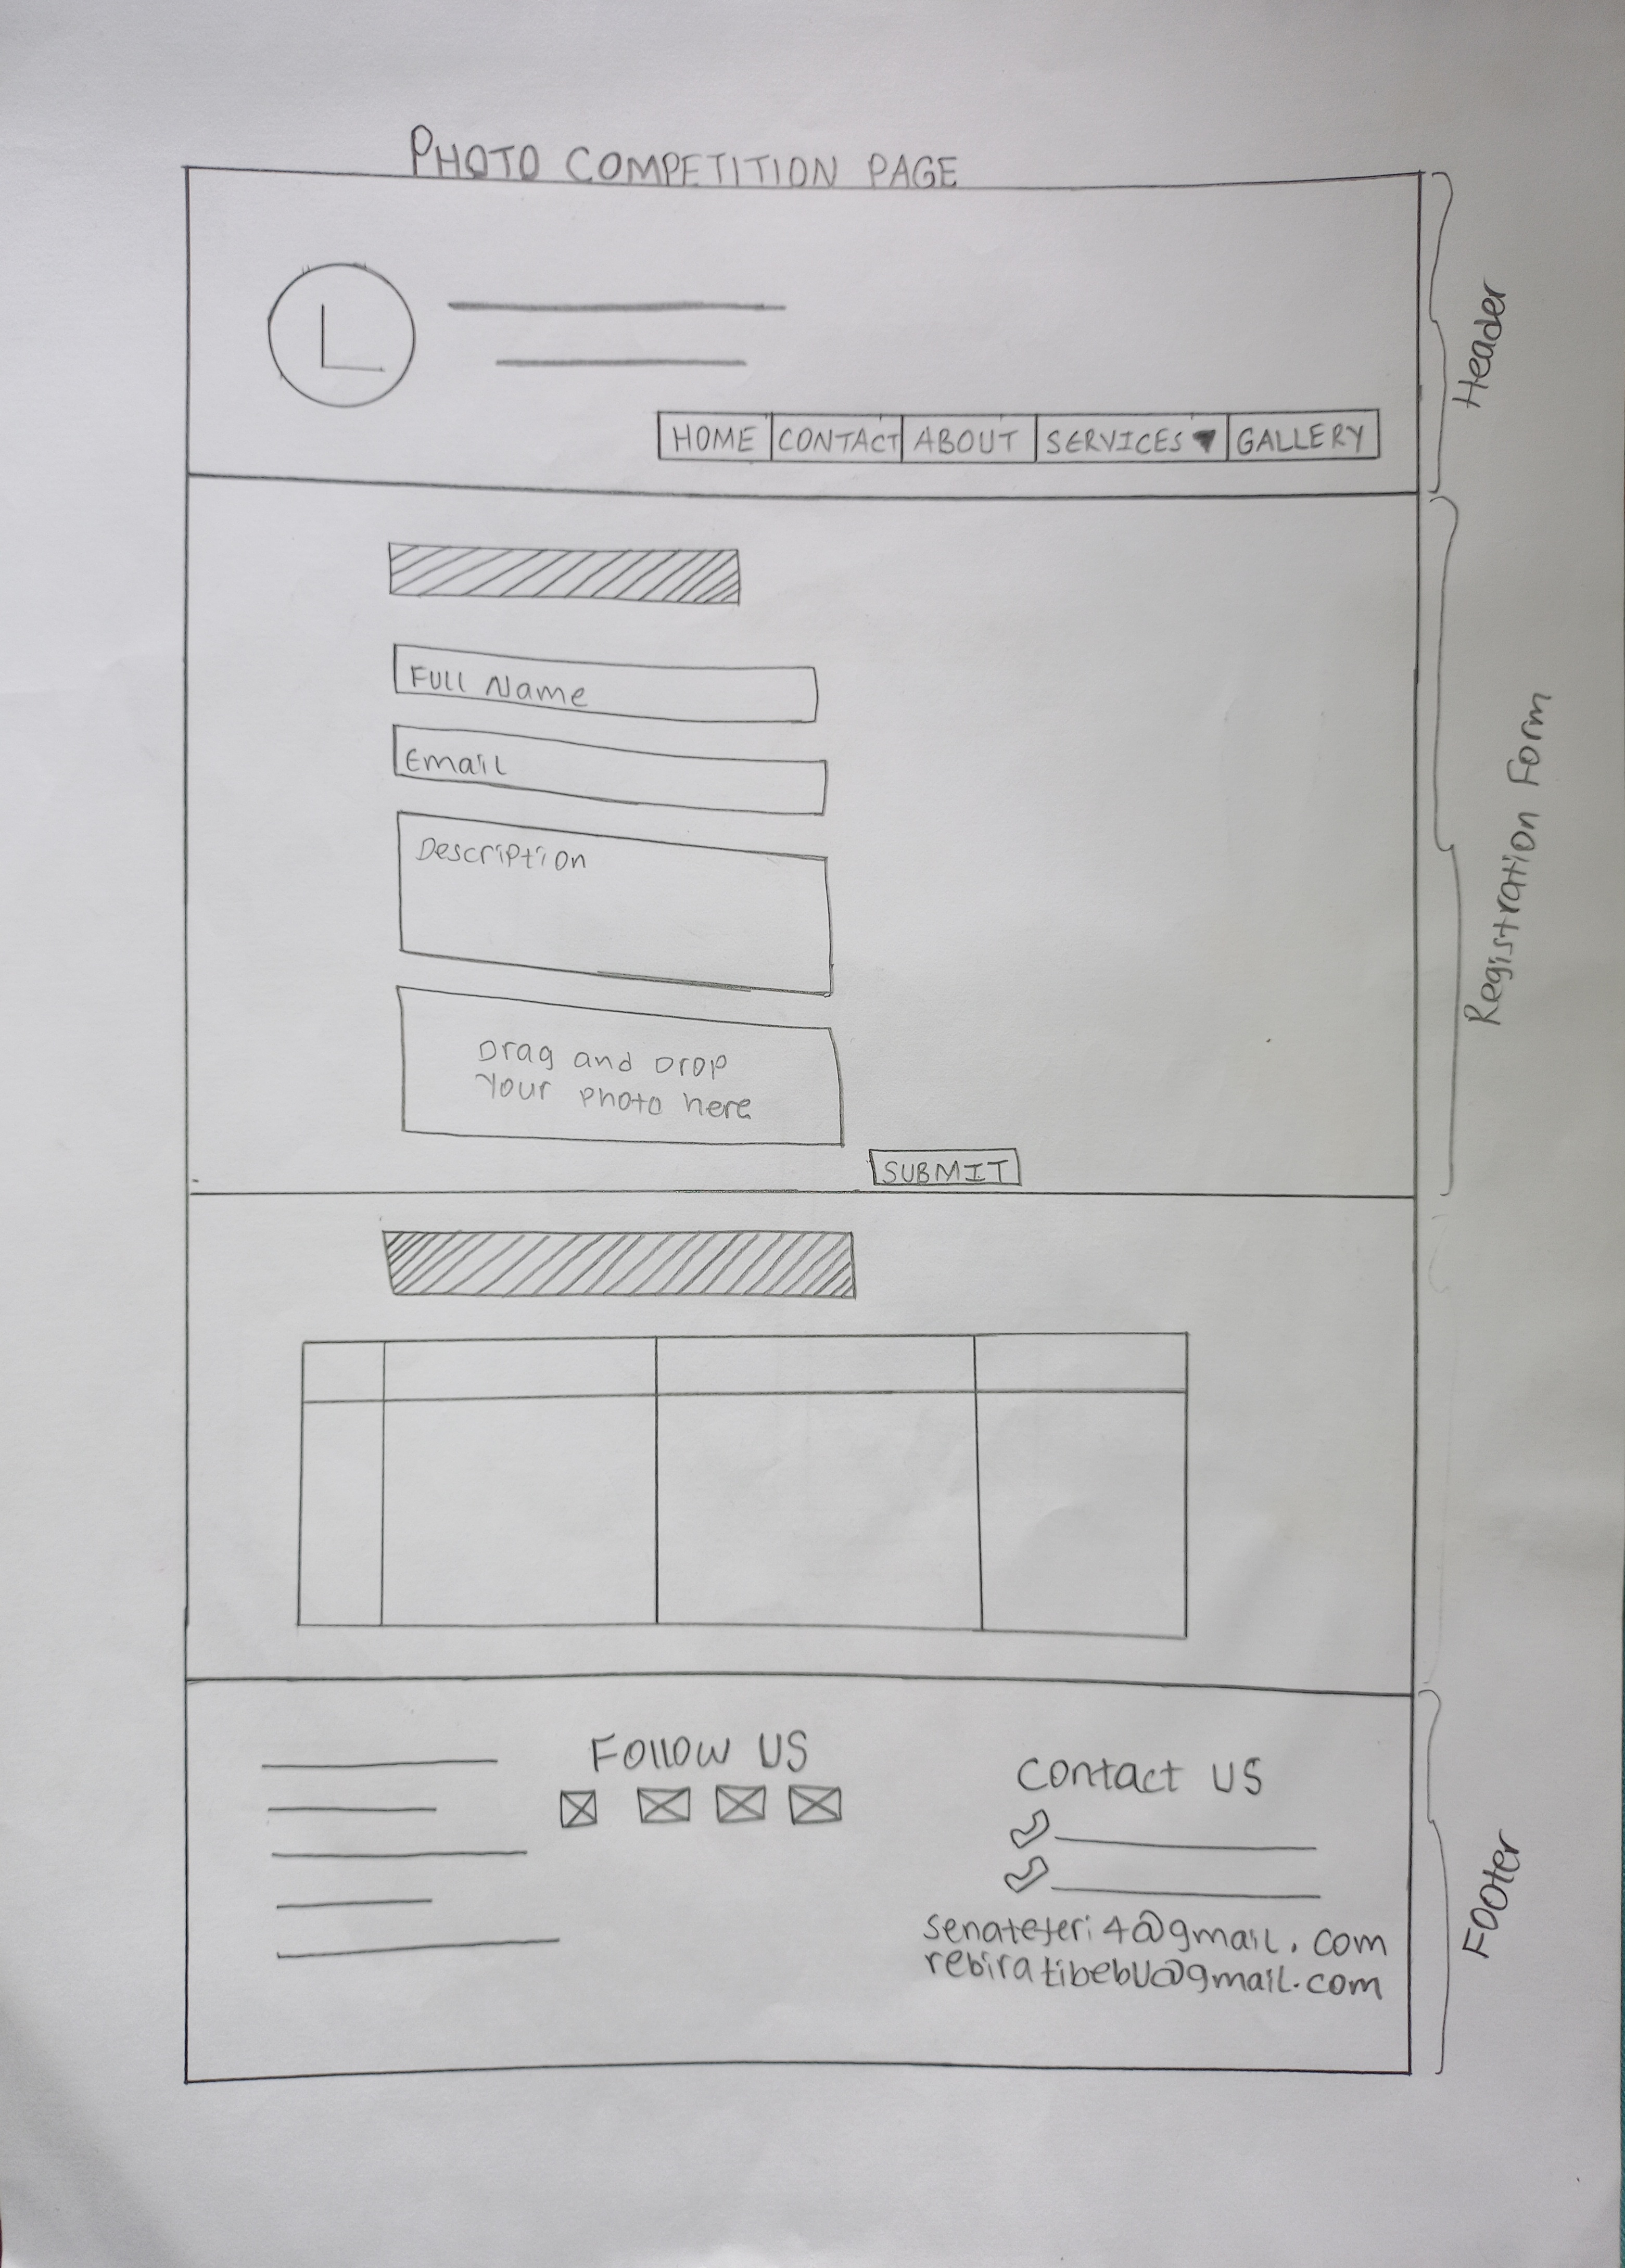 PHOTO COMPETITION PAGE
L
HOME CONTACT ABOUT SERVICES GALLERY
Header
Full Name
Email
Description
Drag and Drop
Your photo here
SUBMIT
Registration Form
Follow US
Contact US
senateferi4@gmail.com
rebiratibebu@gmail.com
Footer